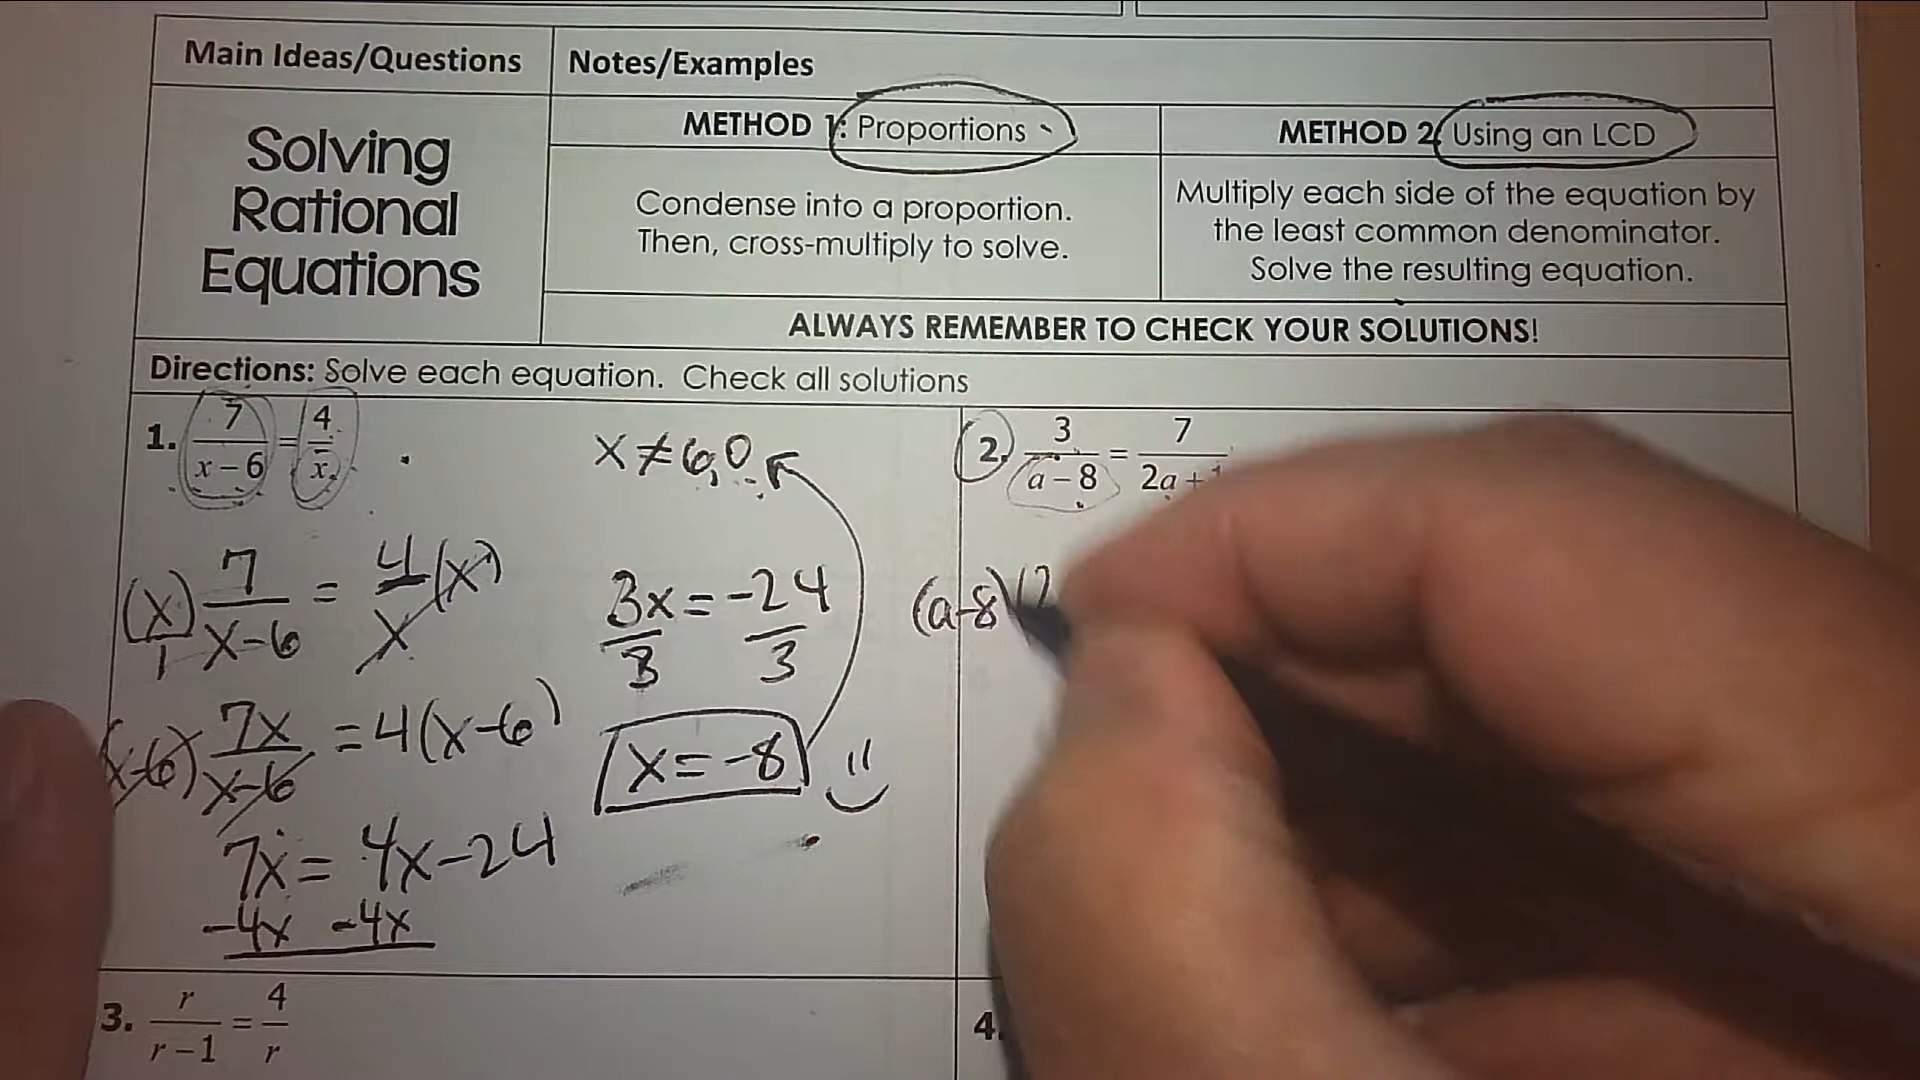 Main Ideas/Questions
Notes/Examples
Solving
Rational
Equations
METHOD 1: Proportions
METHOD 2: Using an LCD
Condense into a proportion.
Then, cross-multiply to solve.
Multiply each side of the equation by
the least common denominator.
Solve the resulting equation.
ALWAYS REMEMBER TO CHECK YOUR SOLUTIONS!
Directions: Solve each equation. Check all solutions
1. 7/(x – 6) = 4/x
x ≠ 6, 0
(x)/1 7/(x-6) = 4/x (x)
(x-6) 7x/(x-6) = 4(x-6)
7x = 4x-24
-4x -4x
3x/3 = -24/3
x = -8
2. 3/(a – 8) = 7/(2a +
(a-8)(2
3. r/(r – 1) = 4/r
4.